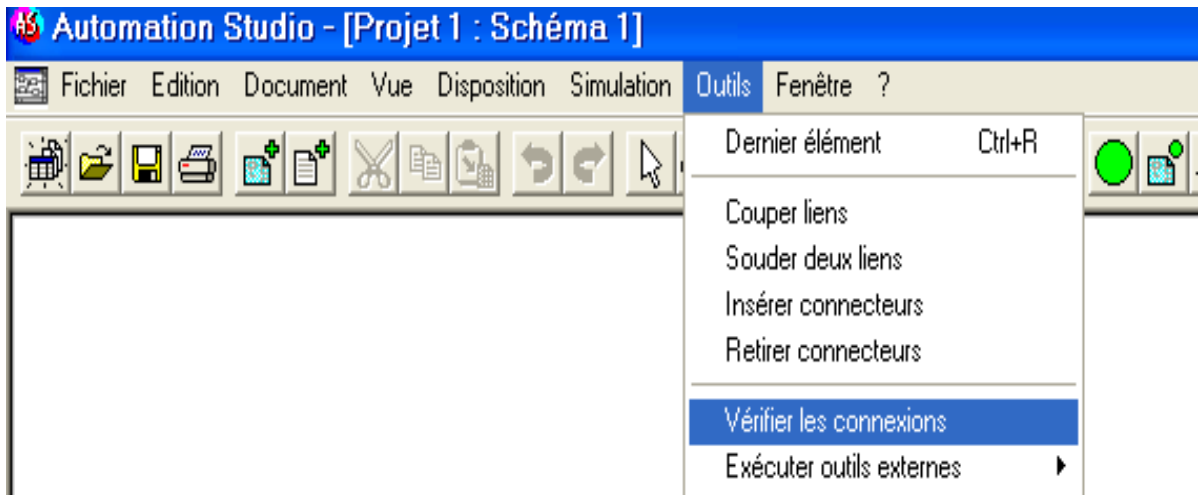 AS Automation Studio - [Projet 1 : Schéma 1]
Fichier Edition Document Vue Disposition Simulation Outils Fenêtre ?
Dernier élément Ctrl+R
Couper liens
Souder deux liens
Insérer connecteurs
Retirer connecteurs
Vérifier les connexions
Exécuter outils externes